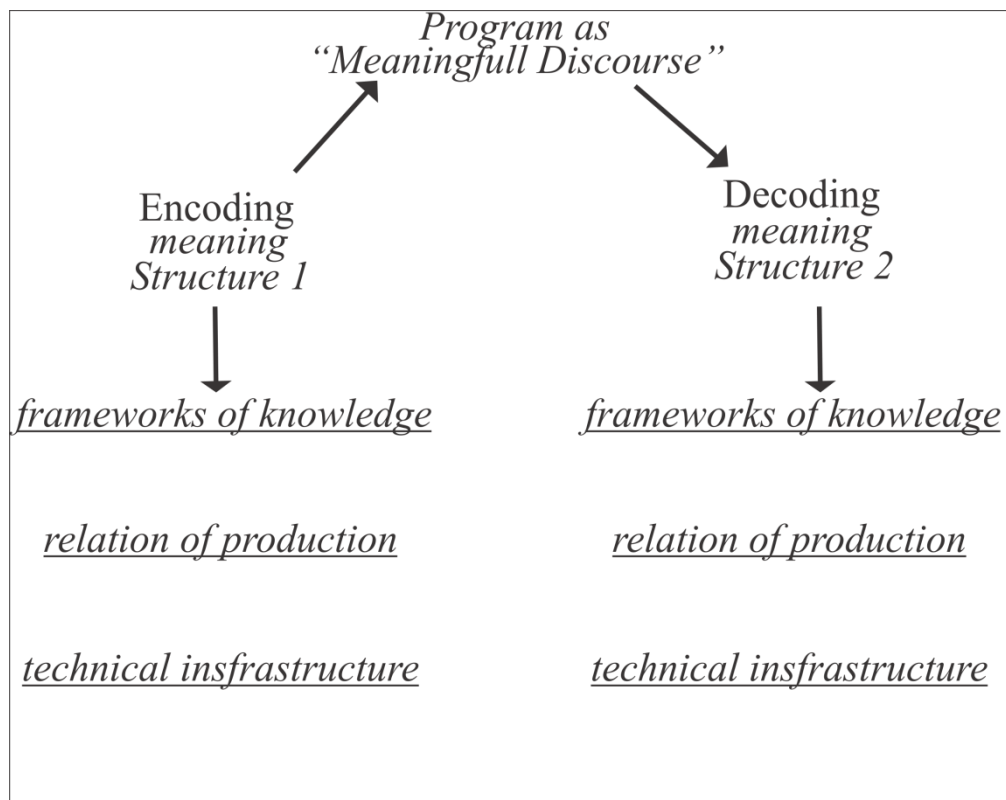 Program as
“Meaningfull Discourse”
Encoding
meaning
Structure 1
Decoding
meaning
Structure 2
frameworks of knowledge
frameworks of knowledge
relation of production
relation of production
technical insfrastructure
technical insfrastructure